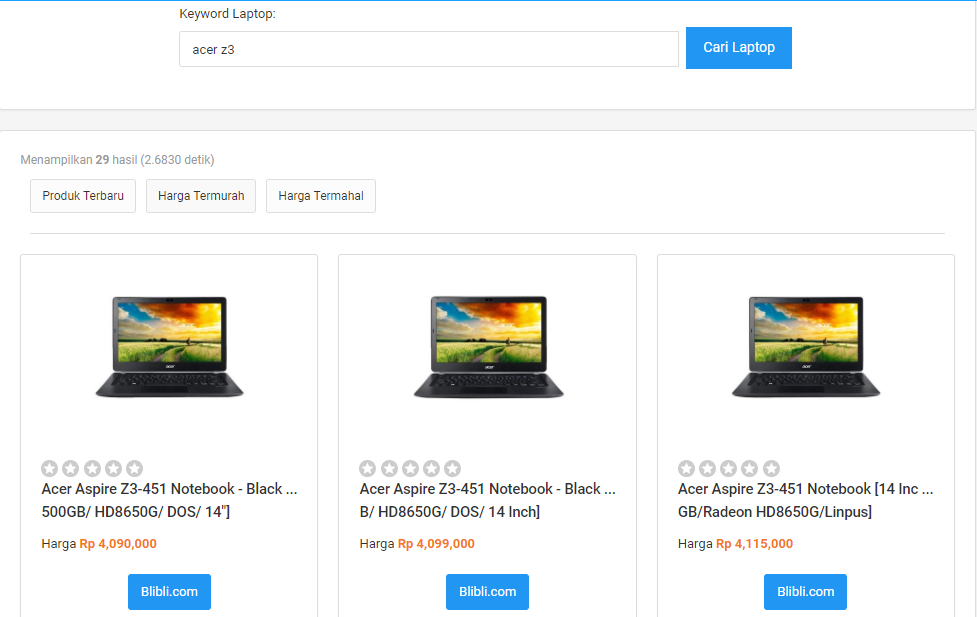 Keyword Laptop:
acer z3
Cari Laptop
Menampilkan 29 hasil (2.6830 detik)
Produk Terbaru
Harga Termurah
Harga Termahal
acer
acer
acer
Acer Aspire Z3-451 Notebook - Black ...
500GB/ HD8650G/ DOS/ 14"]
Harga Rp 4,090,000
Blibli.com
Acer Aspire Z3-451 Notebook - Black ...
B/ HD8650G/ DOS/ 14 Inch]
Harga Rp 4,099,000
Blibli.com
Acer Aspire Z3-451 Notebook [14 Inc ...
GB/Radeon HD8650G/Linpus]
Harga Rp 4,115,000
Blibli.com